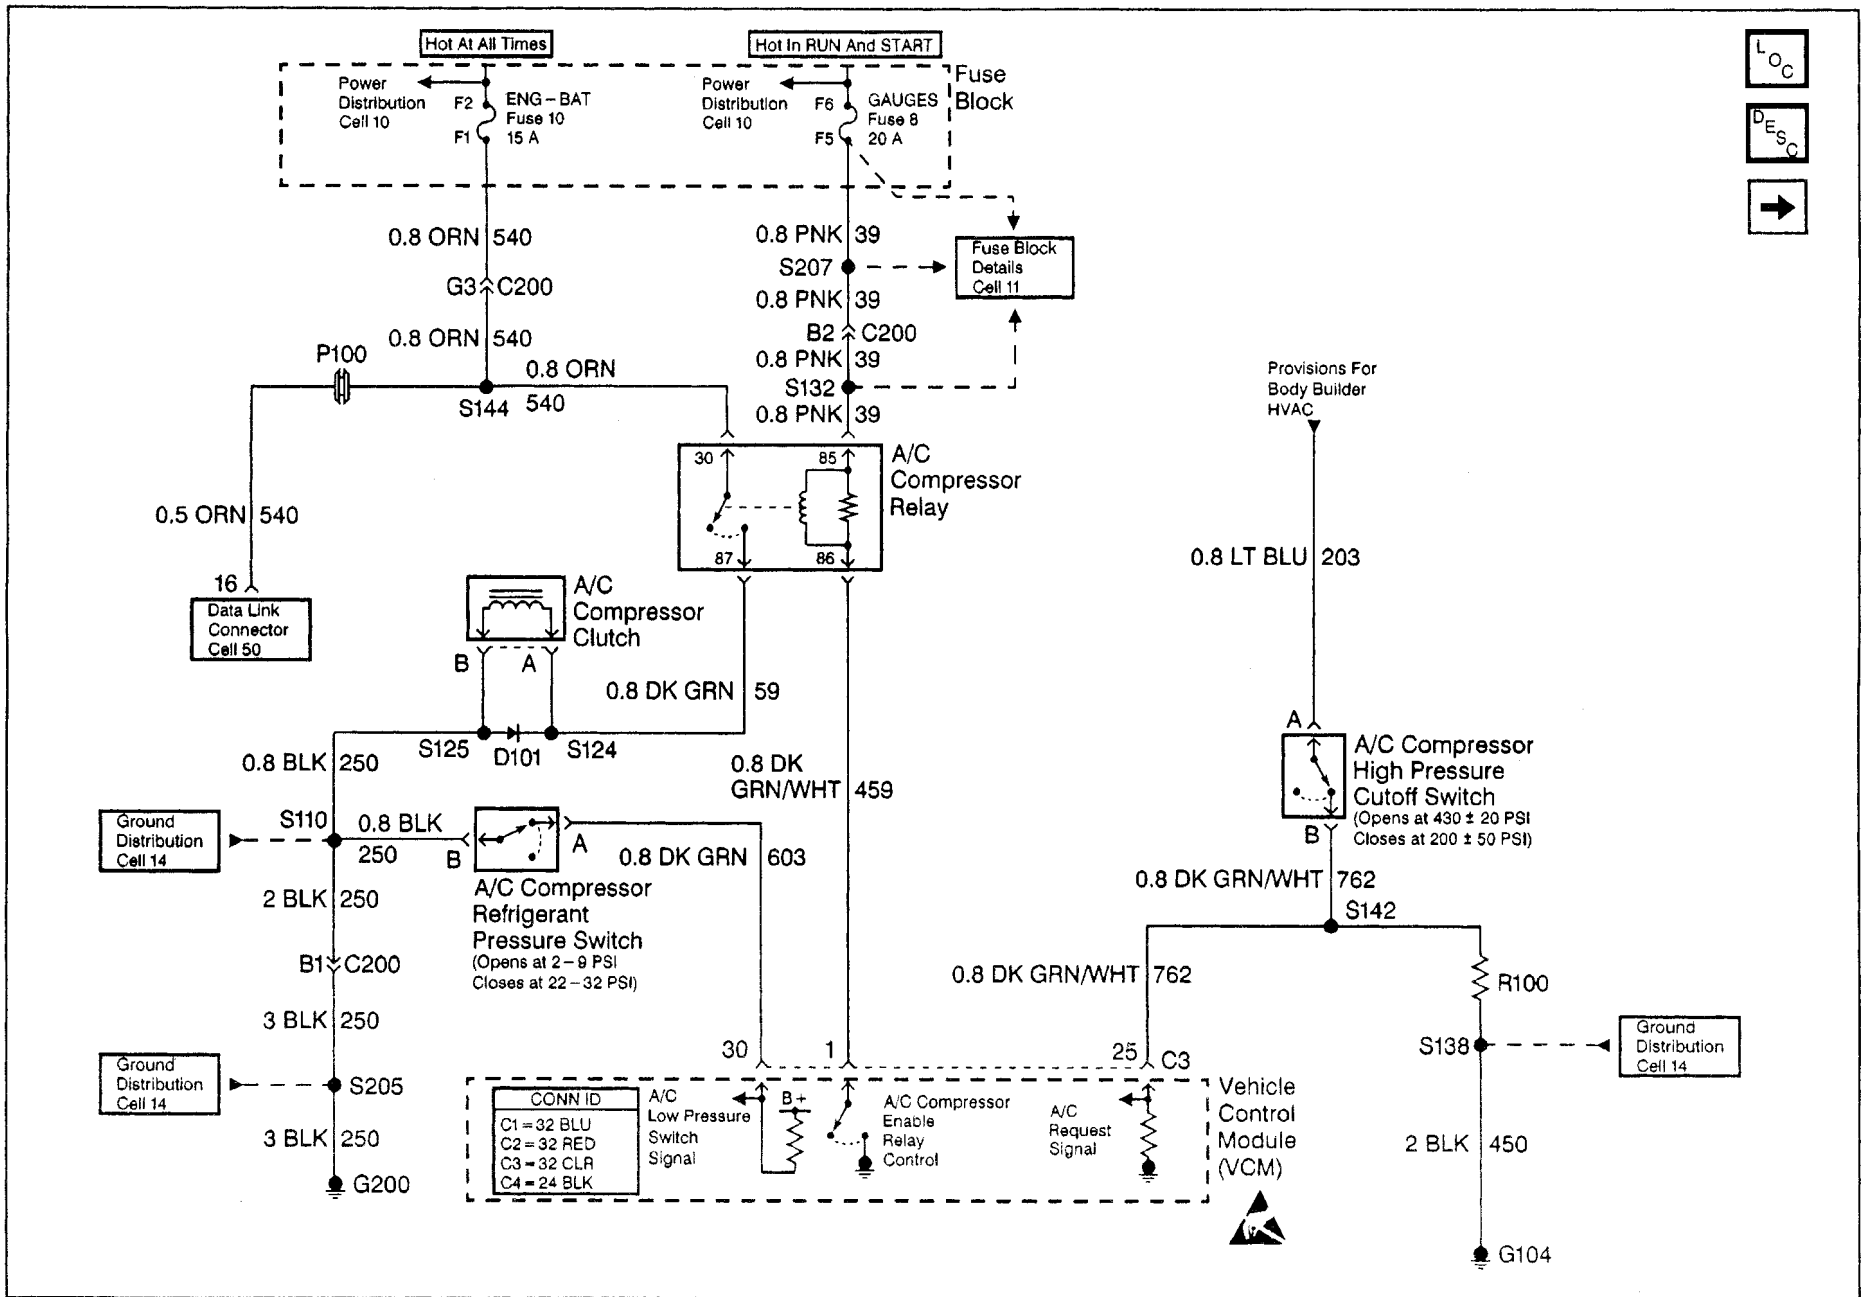 Hot At All Times
Hot In RUN And START
LOC
DESC
Power
Distribution
Cell 10
F2
F1
ENG-BAT
Fuse 10
15 A
Power
Distribution
Cell 10
F6
F5
GAUGES
Fuse 8
20 A
Fuse
Block
0.8 ORN 540
G3 C200
0.8 ORN 540
P100
S144
0.8 ORN
540
0.8 PNK 39
S207
0.8 PNK 39
B2 C200
0.8 PNK 39
S132
0.8 PNK 39
Fuse Block
Details
Cell 11
30
85
87
86
A/C
Compressor
Relay
0.5 ORN 540
16
Data Link
Connector
Cell 50
A/C
Compressor
Clutch
B A
0.8 DK GRN 59
S125
D101
S124
0.8 BLK 250
0.8 DK
GRN/WHT 459
Ground
Distribution
Cell 14
S110
0.8 BLK
250
B
A
0.8 DK GRN 603
A/C Compressor
Refrigerant
Pressure Switch
(Opens at 2-9 PSI
Closes at 22-32 PSI)
2 BLK 250
B1 C200
3 BLK 250
Ground
Distribution
Cell 14
S205
3 BLK 250
G200
Provisions For
Body Builder
HVAC
0.8 LT BLU 203
A
A/C Compressor
High Pressure
Cutoff Switch
(Opens at 430 ± 20 PSI
Closes at 200 ± 50 PSI)
B
0.8 DK GRN/WHT 762
S142
0.8 DK GRN/WHT 762
R100
S138
Ground
Distribution
Cell 14
2 BLK 450
G104
30
1
25
C3
CONN ID
C1=32 BLU
C2=32 RED
C3=32 CLR
C4=24 BLK
A/C
Low Pressure
Switch
Signal
B+
A/C Compressor
Enable
Relay
Control
A/C
Request
Signal
Vehicle
Control
Module
(VCM)